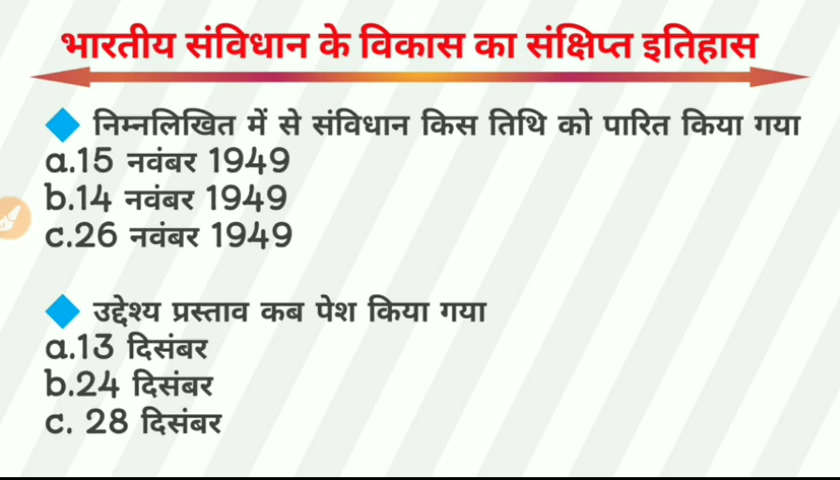 भारतीय संविधान के विकास का संक्षिप्त इतिहास
निम्नलिखित में से संविधान किस तिथि को पारित किया गया
a.15 नवंबर 1949
b.14 नवंबर 1949
c.26 नवंबर 1949
उद्देश्य प्रस्ताव कब पेश किया गया
a.13 दिसंबर
b.24 दिसंबर
c. 28 दिसंबर